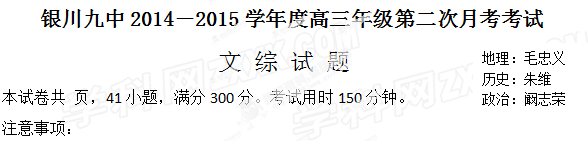 银川九中 2014－2015 学年度高三年级第二次月考考试
文 综 试 题
地理：毛忠义
历史：朱维
政治：阚志荣
本试卷共 页，41 小题，满分 300 分。考试用时 150 分钟。
注意事项：